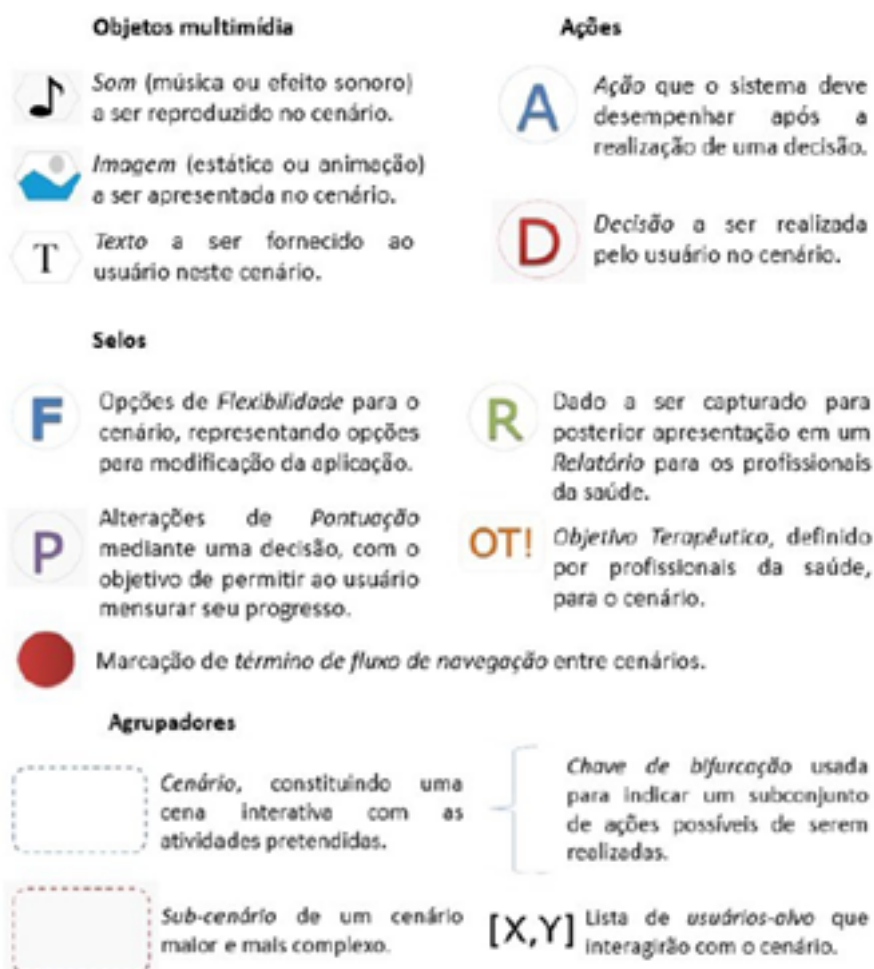 Objetos multimídia
Som (música ou efeito sonoro)
a ser reproduzido no cenário.
Imagem (estática ou animação)
a ser apresentada no cenário.
T
Texto a ser fornecido ao
usuário neste cenário.
Ações
A
Ação que o sistema deve
desempenhar após a
realização de uma decisão.
D
Decisão a ser realizada
pelo usuário no cenário.
Selos
F
Opções de Flexibilidade para o
cenário, representando opções
para modificação da aplicação.
P
Alterações de Pontuação
mediante uma decisão, com o
objetivo de permitir ao usuário
mensurar seu progresso.
R
Dado a ser capturado para
posterior apresentação em um
Relatório para os profissionais
da saúde.
OT!
Objetivo Terapêutico, definido
por profissionais da saúde,
para o cenário.
Marcação de término de fluxo de navegação entre cenários.
Agrupadores
Cenário, constituindo uma
cena interativa com as
atividades pretendidas.
Chave de bifurcação usada
para indicar um subconjunto
de ações possíveis de serem
realizadas.
Sub-cenário de um cenário
maior e mais complexo.
[X,Y]
Lista de usuários-alvo que
interagirão com o cenário.